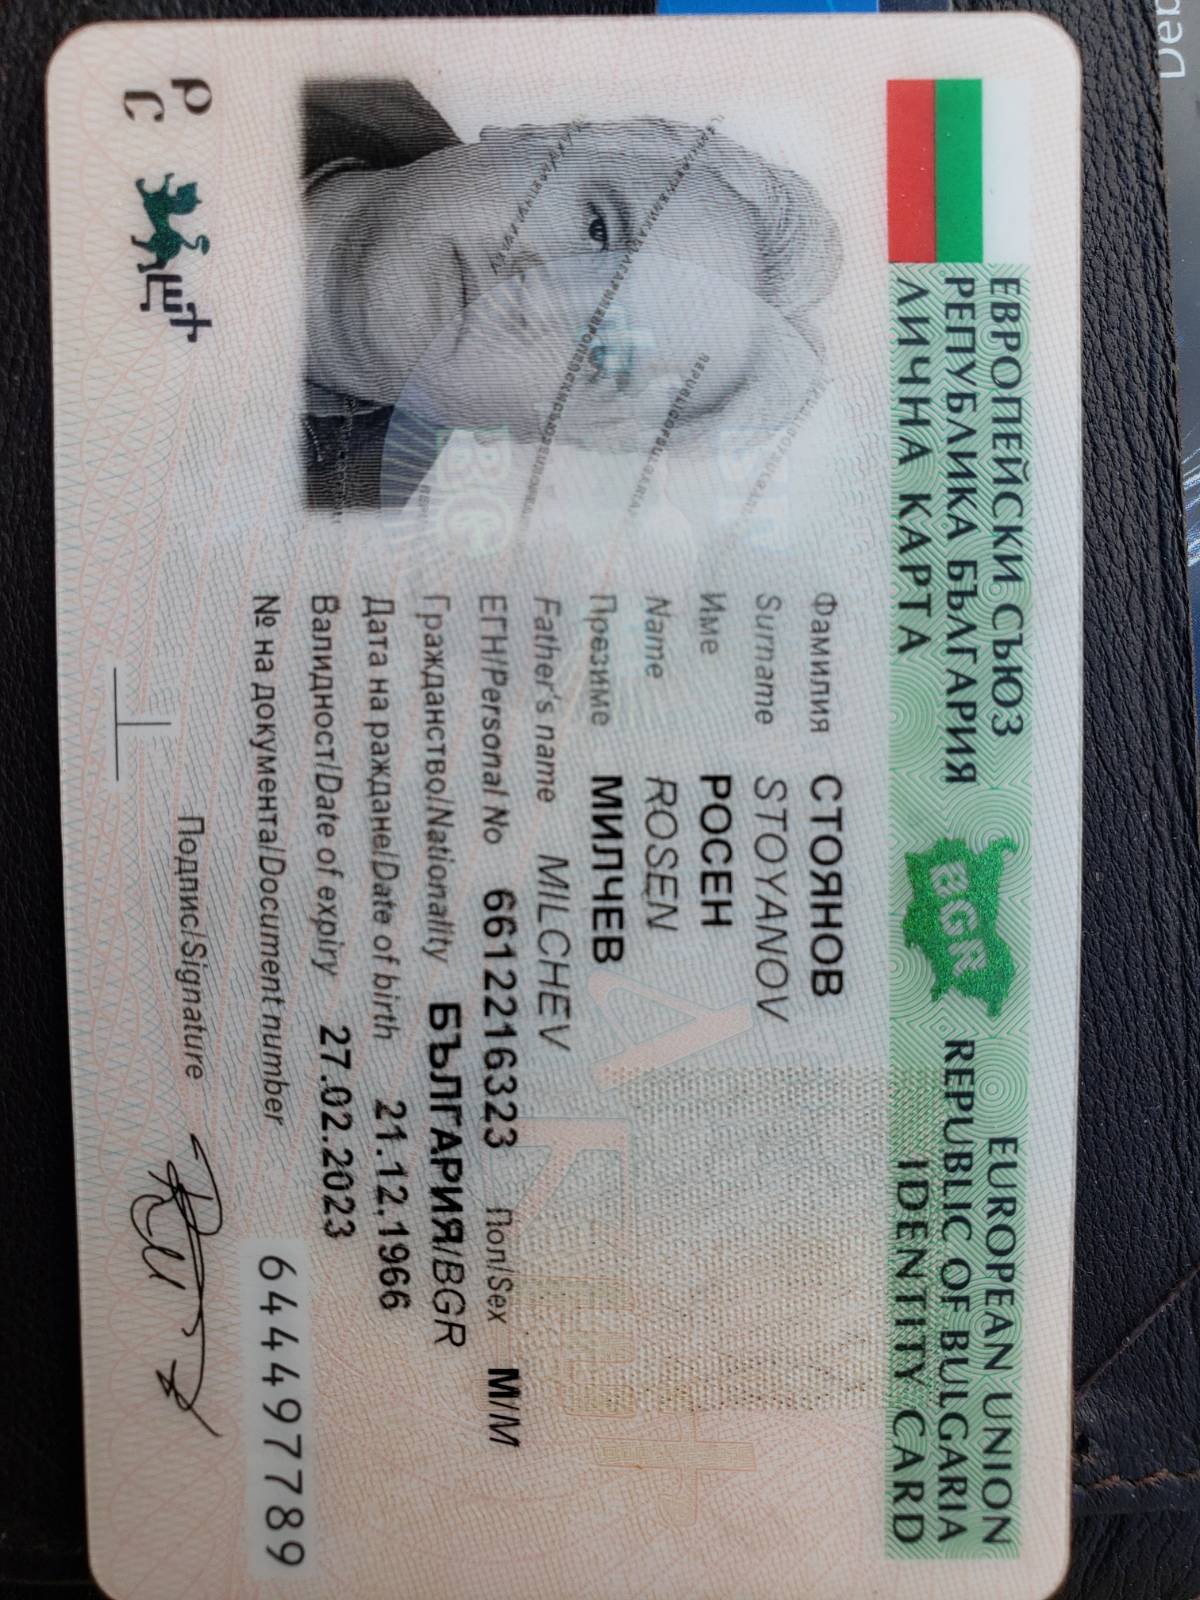 ЕВРОПЕЙСКИ СЪЮЗ EUROPEAN UNION
РЕПУБЛИКА БЪЛГАРИЯ BGR REPUBLIC OF BULGARIA
ЛИЧНА КАРТА IDENTITY CARD
Фамилия СТОЯНОВ
Surname STOYANOV
Име РОСЕН
Name ROSEN
Презиме МИЛЧЕВ
Father's name MILCHEV
ЕГН/Personal No 6612216323 Пол/Sex М/M
Гражданство/Nationality БЪЛГАРИЯ/BGR
Дата на раждане/Date of birth 21.12.1966
Валидност/Date of expiry 27.02.2023
№ на документа/Document number 644497789
Подпис/Signature